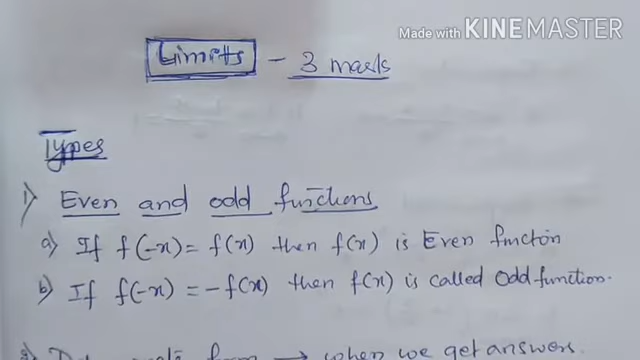 Made with KINEMASTER
Limits - 3 marks
Types
1) Even and odd functions
a) If f(-x) = f(x) then f(x) is Even function
b) If f(-x) = -f(x) then f(x) is called Odd function.
form → when we get answers.